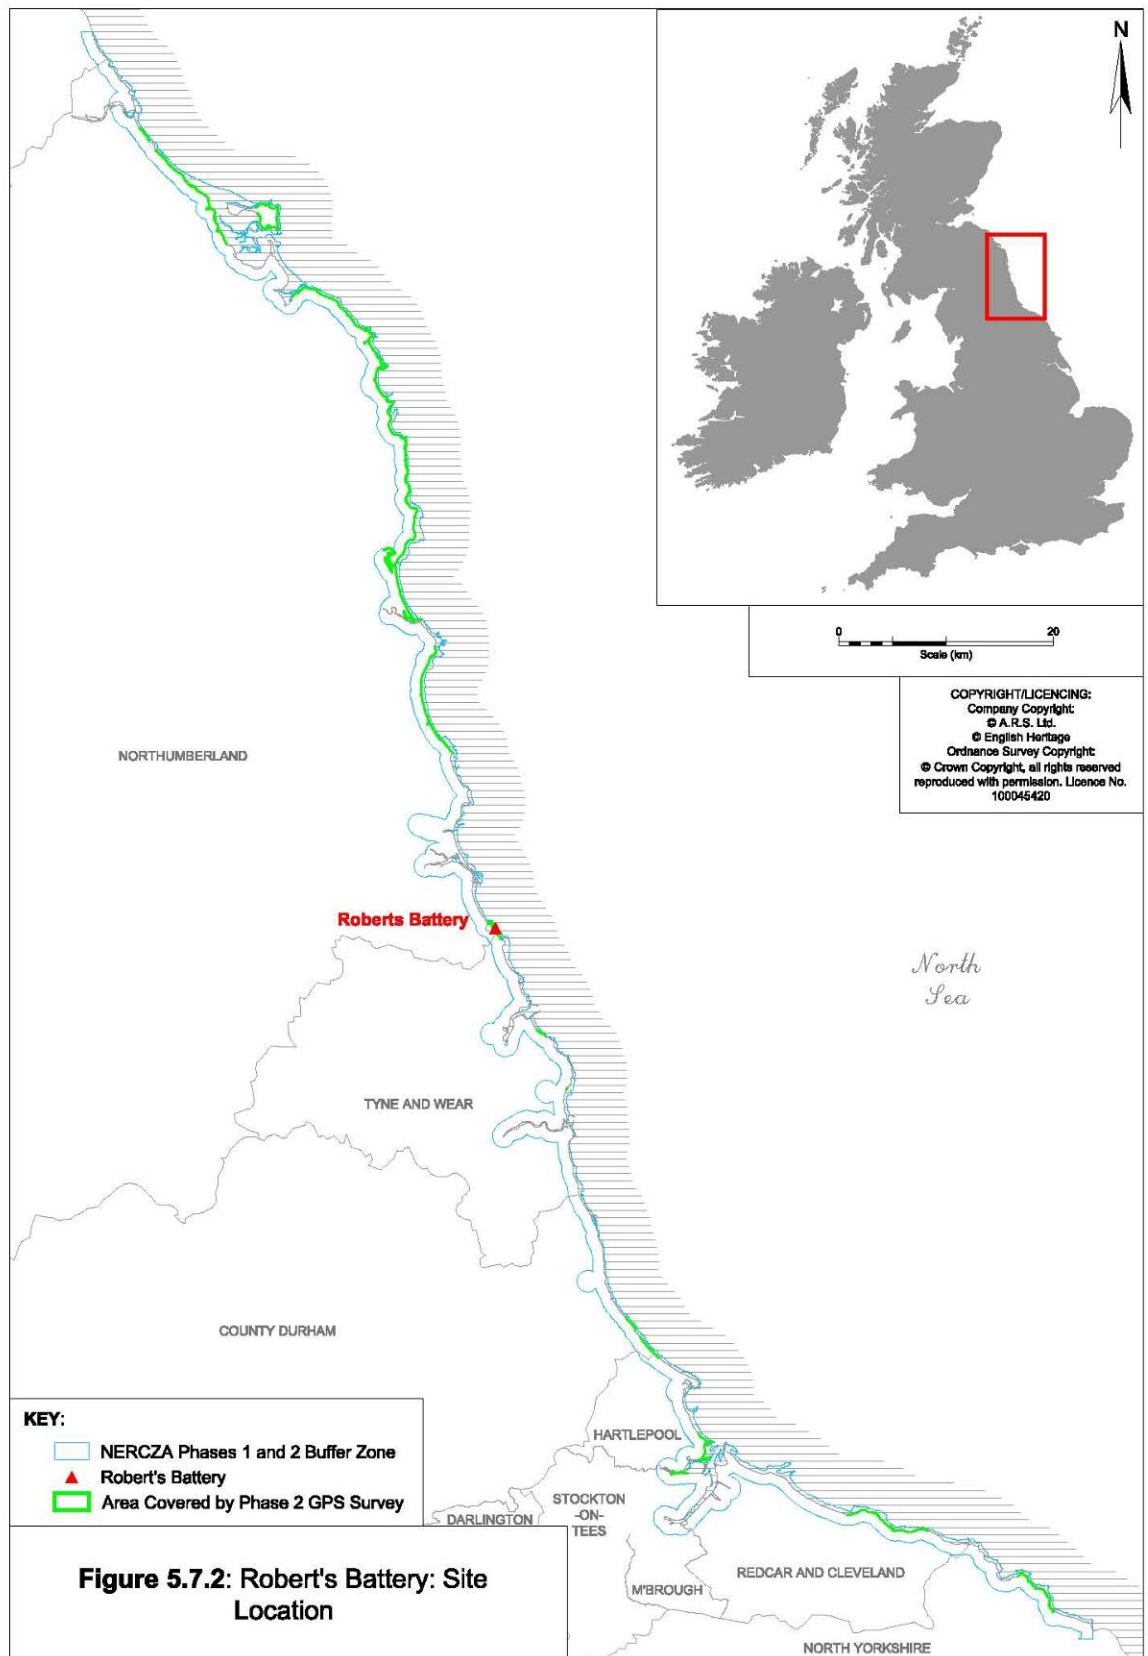 N
0 20
Scale (km)
COPYRIGHT/LICENCING:
Company Copyright:
© A.R.S. Ltd.
© English Heritage
Ordnance Survey Copyright:
© Crown Copyright, all rights reserved
reproduced with permission. Licence No.
100045420
NORTHUMBERLAND
Roberts Battery
North
Sea
TYNE AND WEAR
COUNTY DURHAM
HARTLEPOOL
STOCKTON
-ON-
TEES
DARLINGTON
M'BROUGH
REDCAR AND CLEVELAND
NORTH YORKSHIRE
KEY:
NERCZA Phases 1 and 2 Buffer Zone
Robert's Battery
Area Covered by Phase 2 GPS Survey
Figure 5.7.2: Robert's Battery: Site
Location